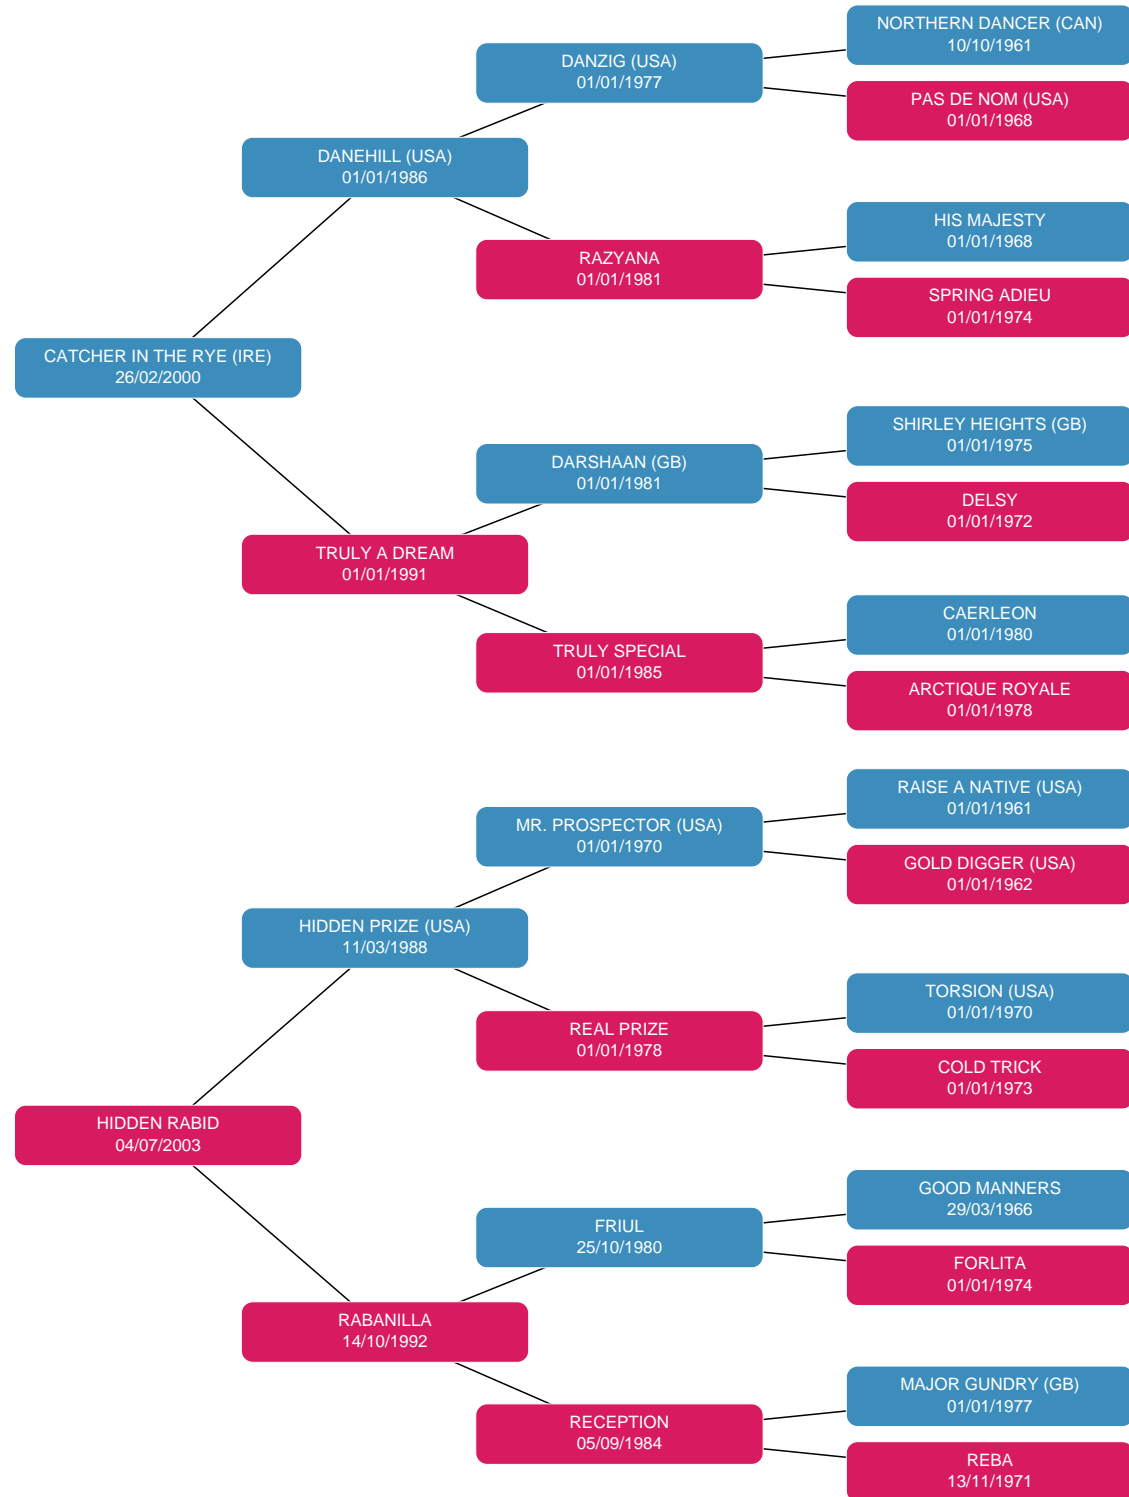 NORTHERN DANCER (CAN)
10/10/1961
DANZIG (USA)
01/01/1977
PAS DE NOM (USA)
01/01/1968
DANEHILL (USA)
01/01/1986
HIS MAJESTY
01/01/1968
RAZYANA
01/01/1981
SPRING ADIEU
01/01/1974
CATCHER IN THE RYE (IRE)
26/02/2000
SHIRLEY HEIGHTS (GB)
01/01/1975
DARSHAAN (GB)
01/01/1981
DELSY
01/01/1972
TRULY A DREAM
01/01/1991
CAERLEON
01/01/1980
TRULY SPECIAL
01/01/1985
ARCTIQUE ROYALE
01/01/1978
RAISE A NATIVE (USA)
01/01/1961
MR. PROSPECTOR (USA)
01/01/1970
GOLD DIGGER (USA)
01/01/1962
HIDDEN PRIZE (USA)
11/03/1988
TORSION (USA)
01/01/1970
REAL PRIZE
01/01/1978
COLD TRICK
01/01/1973
HIDDEN RABID
04/07/2003
GOOD MANNERS
29/03/1966
FRIUL
25/10/1980
FORLITA
01/01/1974
RABANILLA
14/10/1992
MAJOR GUNDRY (GB)
01/01/1977
RECEPTION
05/09/1984
REBA
13/11/1971